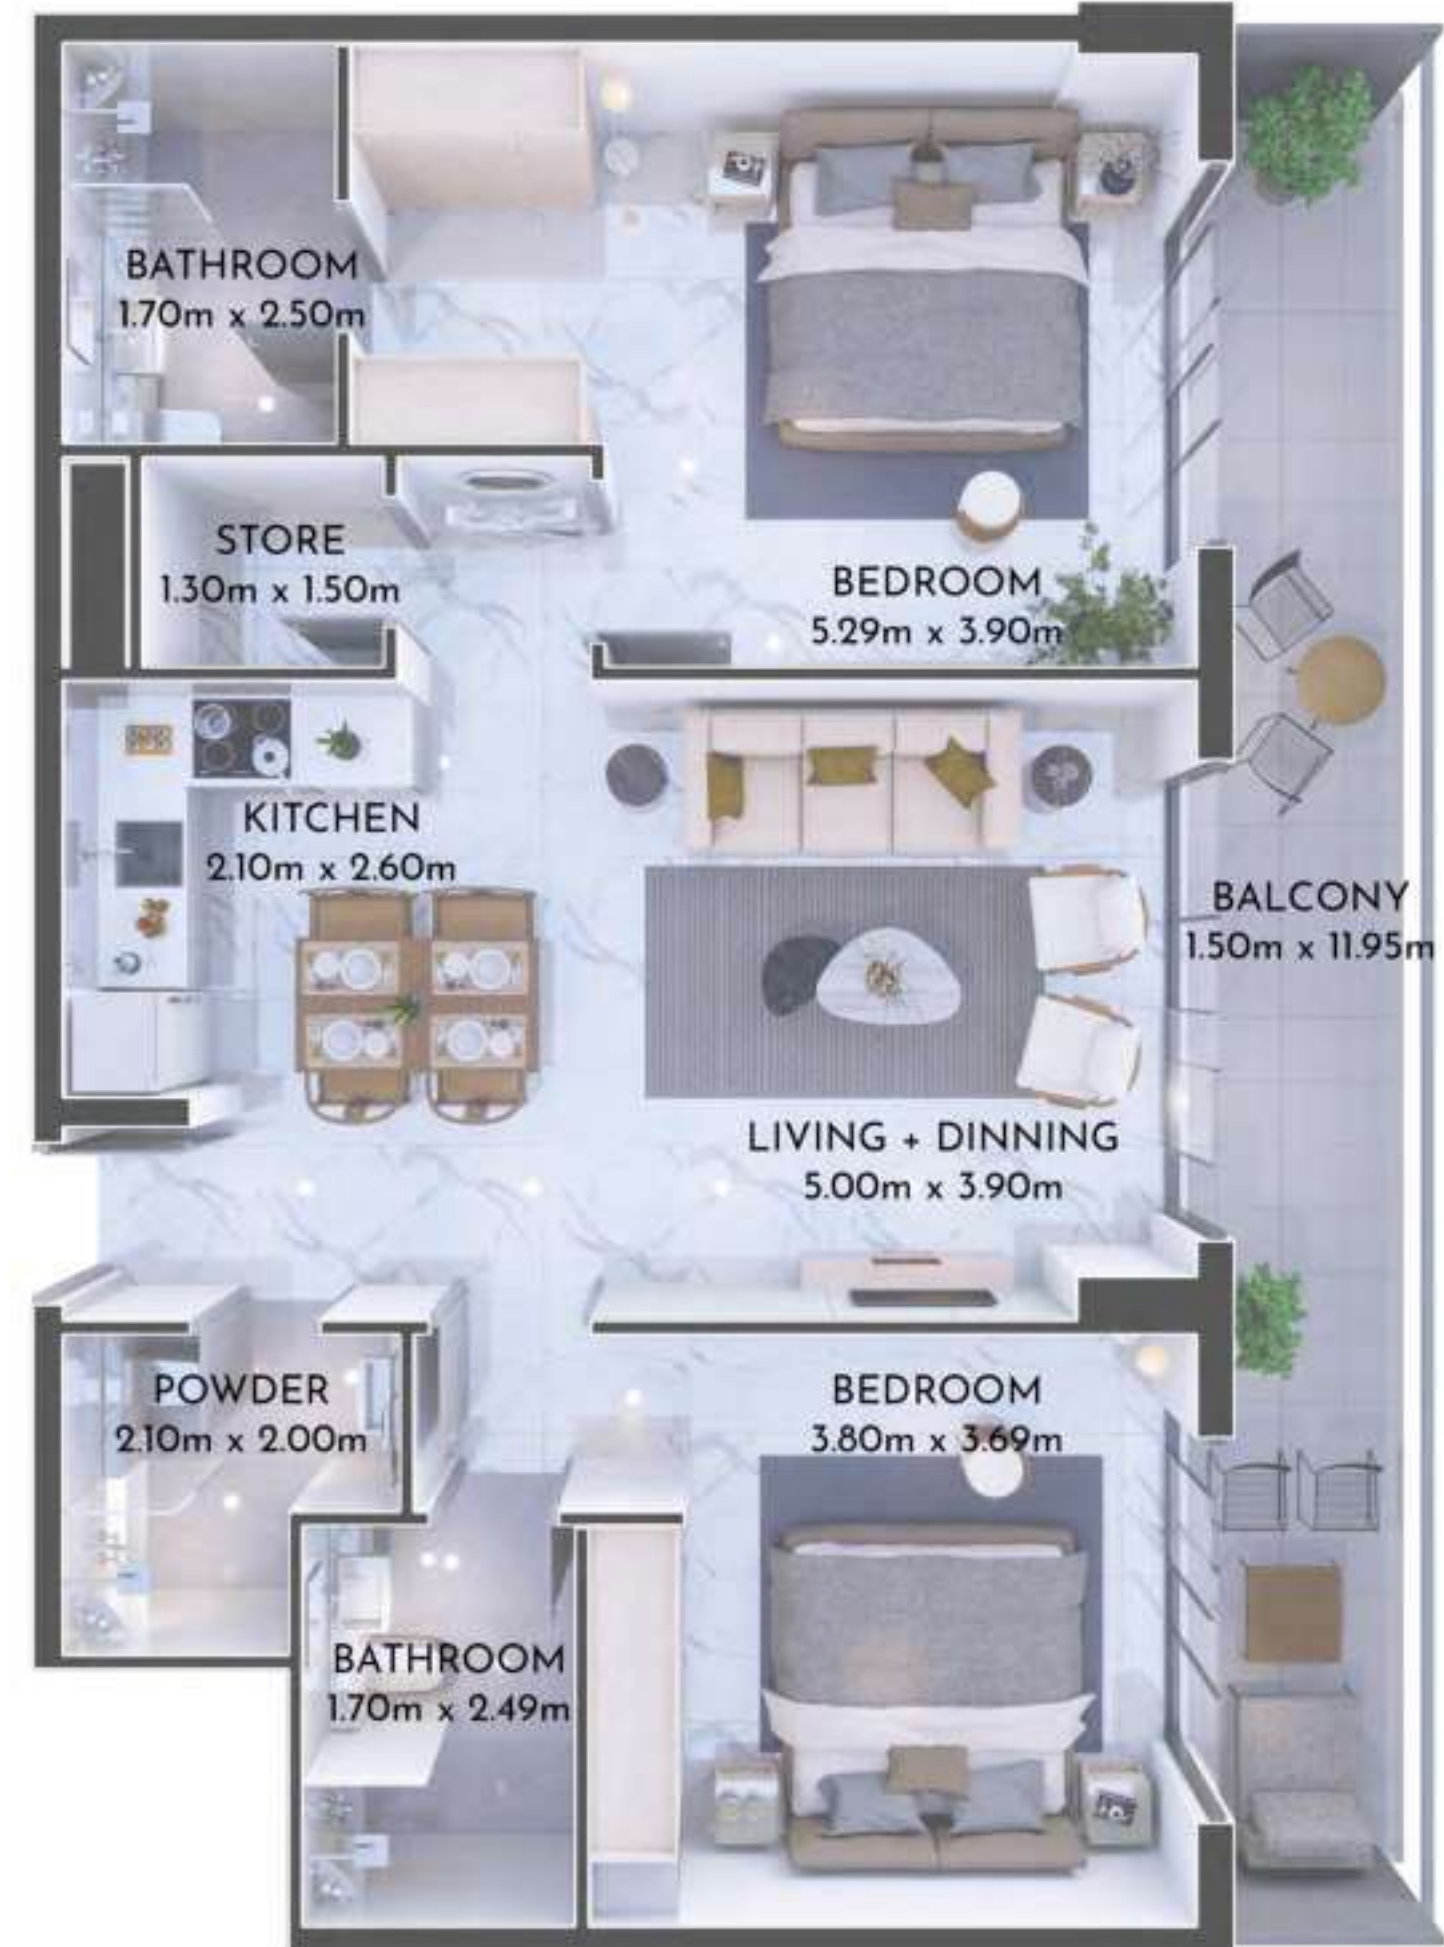 BATHROOM
1.70m x 2.50m
STORE
1.30m x 1.50m
BEDROOM
5.29m x 3.90m
KITCHEN
2.10m x 2.60m
BALCONY
1.50m x 11.95m
LIVING + DINNING
5.00m x 3.90m
POWDER
2.10m x 2.00m
BEDROOM
3.80m x 3.69m
BATHROOM
1.70m x 2.49m